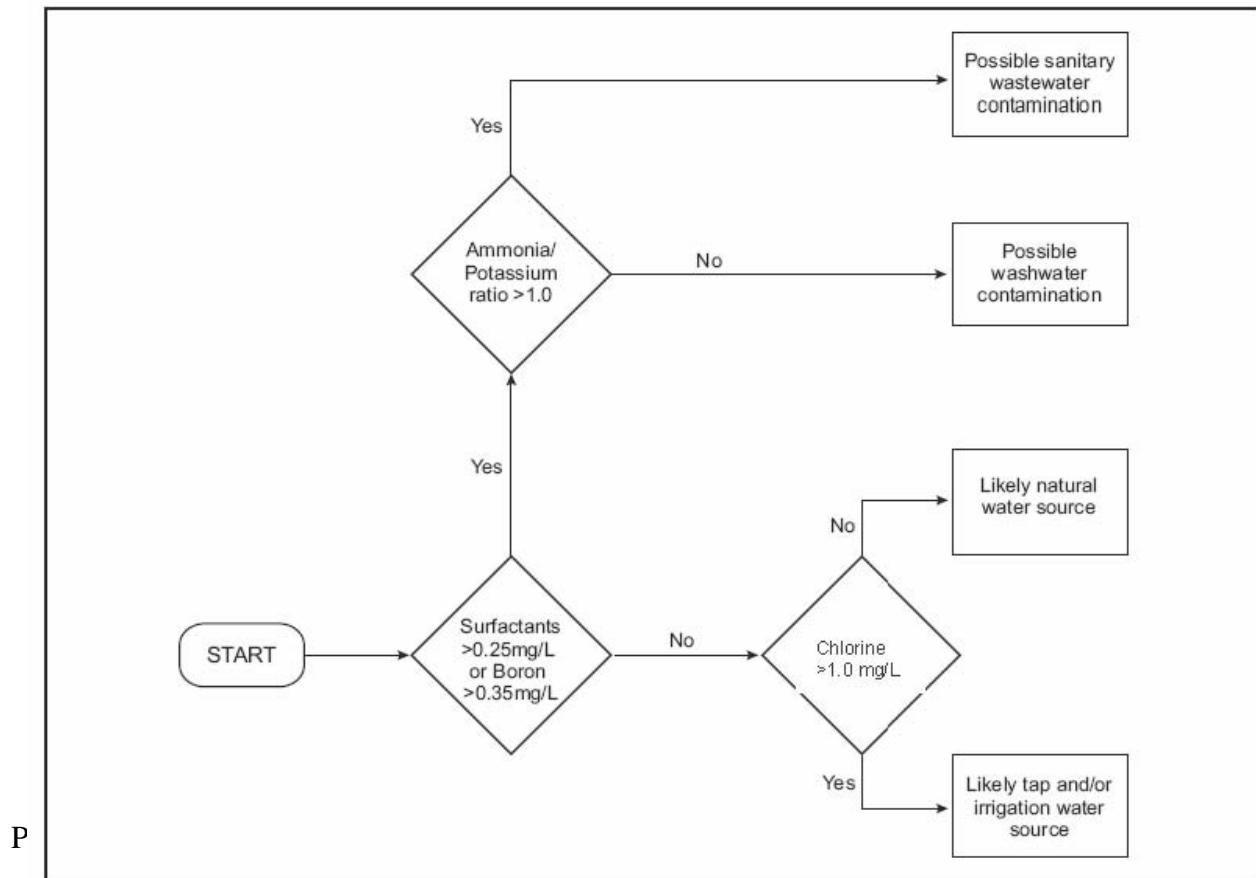 Possible sanitary
wastewater
contamination
Yes
Ammonia/
Potassium
ratio >1.0
No
Possible
washwater
contamination
Yes
Likely natural
water source
No
START
Surfactants
>0.25mg/L
or Boron
>0.35mg/L
No
Chlorine
>1.0 mg/L
Yes
Likely tap and/or
irrigation water
source
P